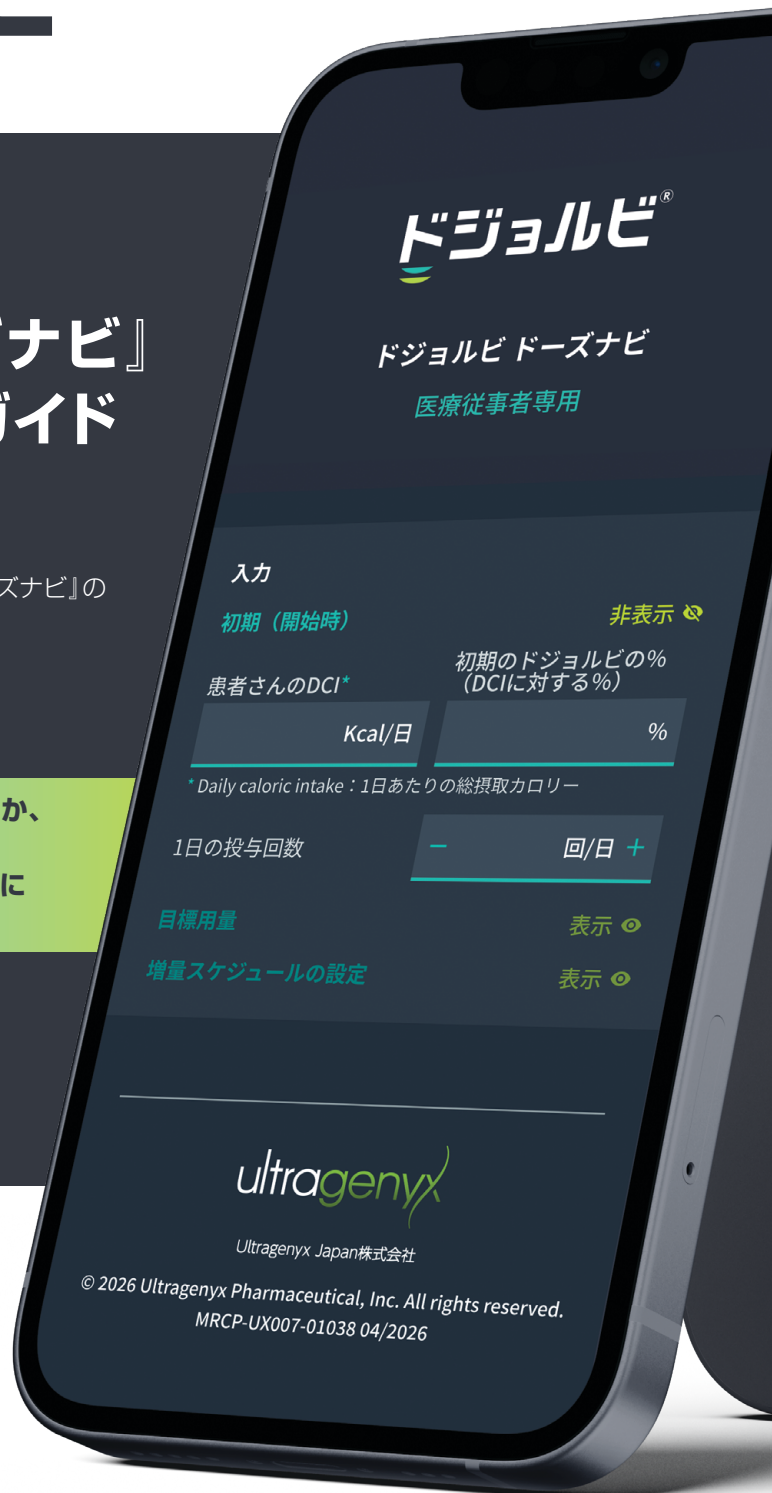 ドジョルビ®
ドジョルビ ドーズナビ
医療従事者専用
ナビ』
ガイド
ズナビ』の
か、
に
入力
初期（開始時）
非表示
患者さんのDCI*
初期のドジョルビの%
（DCIに対する%）
Kcal/日
%
* Daily caloric intake：1日あたりの総摂取カロリー
1日の投与回数
− 回/日 +
目標用量
表示
増量スケジュールの設定
表示
ultragenyx
Ultragenyx Japan株式会社
© 2026 Ultragenyx Pharmaceutical, Inc. All rights reserved.
MRCP-UX007-01038 04/2026